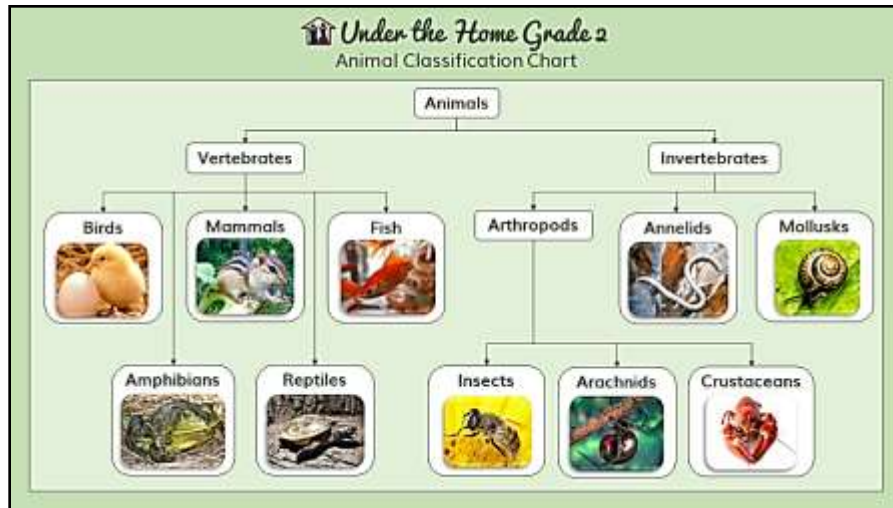 Under the Home Grade 2
Animal Classification Chart
Animals
Vertebrates
Invertebrates
Birds
Mammals
Fish
Arthropods
Annelids
Mollusks
Amphibians
Reptiles
Insects
Arachnids
Crustaceans